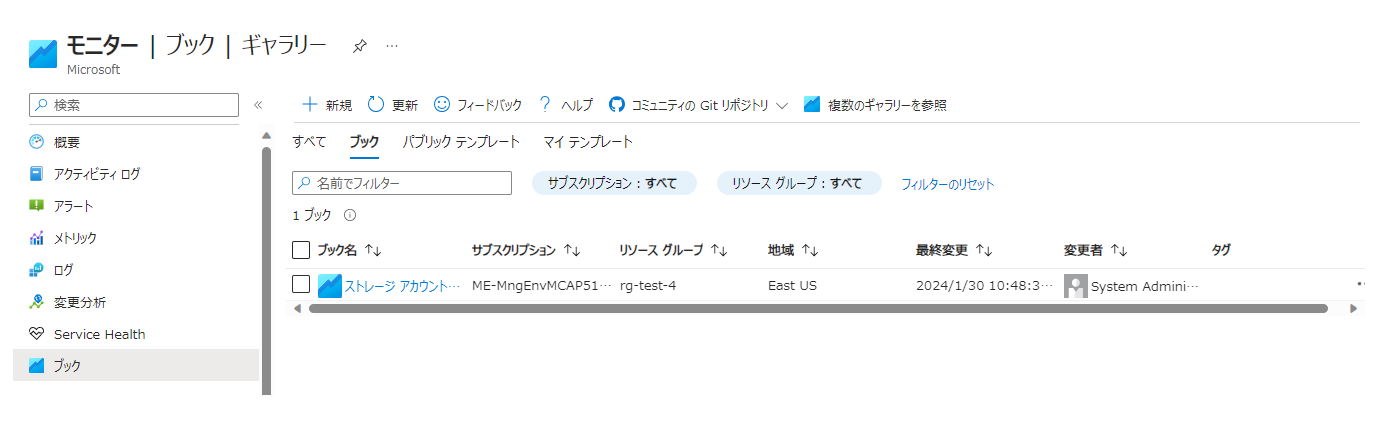 モニター | ブック | ギャラリー …
Microsoft
検索 «
新規 更新 フィードバック ヘルプ コミュニティの Git リポジトリ 複数のギャラリーを参照
概要
アクティビティ ログ
アラート
メトリック
ログ
変更分析
Service Health
ブック
すべて ブック パブリック テンプレート マイ テンプレート
名前でフィルター サブスクリプション : すべて リソース グループ : すべて フィルターのリセット
1 ブック
ブック名 ↑↓ サブスクリプション ↑↓ リソース グループ ↑↓ 地域 ↑↓ 最終変更 ↑↓ 変更者 ↑↓ タグ
ストレージ アカウント… ME-MngEnvMCAP51… rg-test-4 East US 2024/1/30 10:48:3… System Admini…